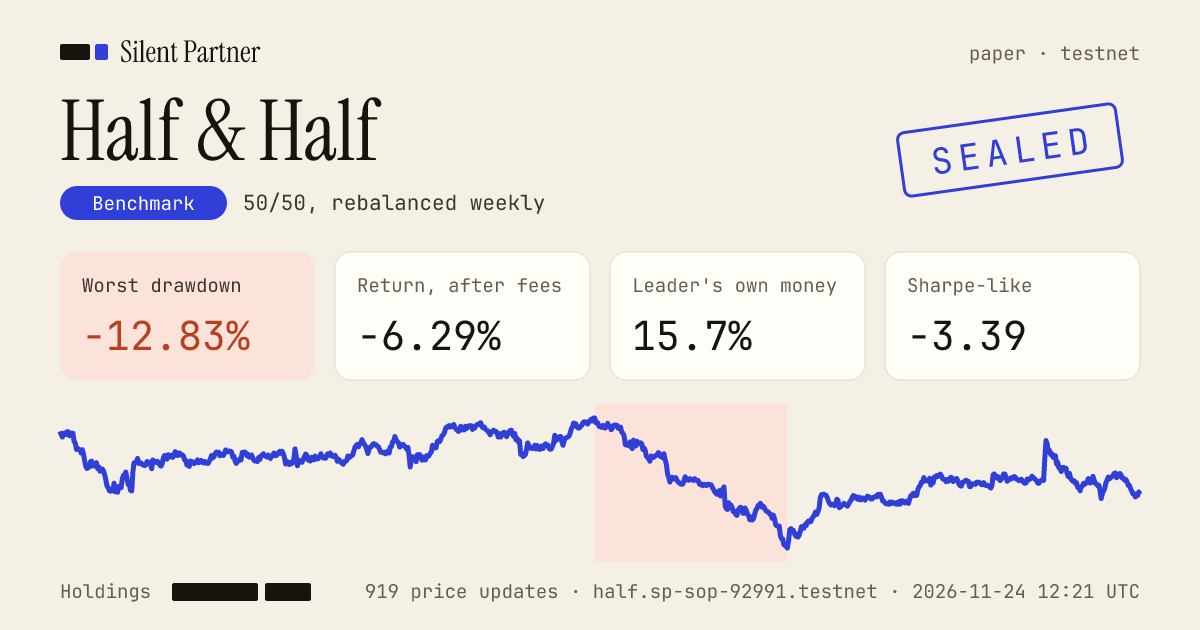 Silent Partner
paper · testnet
Half & Half
SEALED
Benchmark 50/50, rebalanced weekly
Worst drawdown
-12.83%
Return, after fees
-6.29%
Leader's own money
15.7%
Sharpe-like
-3.39
Holdings
919 price updates · half.sp-sop-92991.testnet · 2026-11-24 12:21 UTC